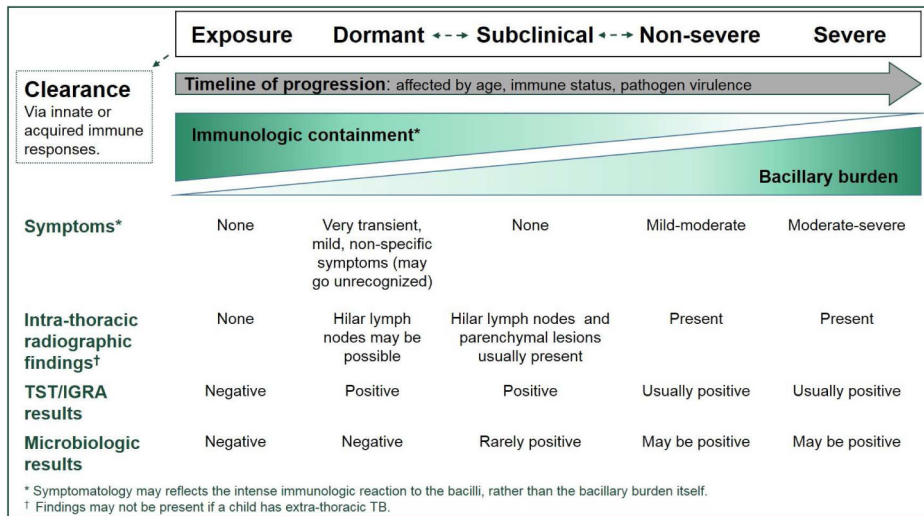 Exposure Dormant Subclinical Non-severe Severe
Clearance
Via innate or
acquired immune
responses.
Timeline of progression: affected by age, immune status, pathogen virulence
Immunologic containment*
Bacillary burden
Symptoms*
None
Very transient,
mild, non-specific
symptoms (may
go unrecognized)
None
Mild-moderate
Moderate-severe
Intra-thoracic
radiographic
findings†
None
Hilar lymph
nodes may be
possible
Hilar lymph nodes and
parenchymal lesions
usually present
Present
Present
TST/IGRA
results
Negative
Positive
Positive
Usually positive
Usually positive
Microbiologic
results
Negative
Negative
Rarely positive
May be positive
May be positive
* Symptomatology may reflects the intense immunologic reaction to the bacilli, rather than the bacillary burden itself.
† Findings may not be present if a child has extra-thoracic TB.